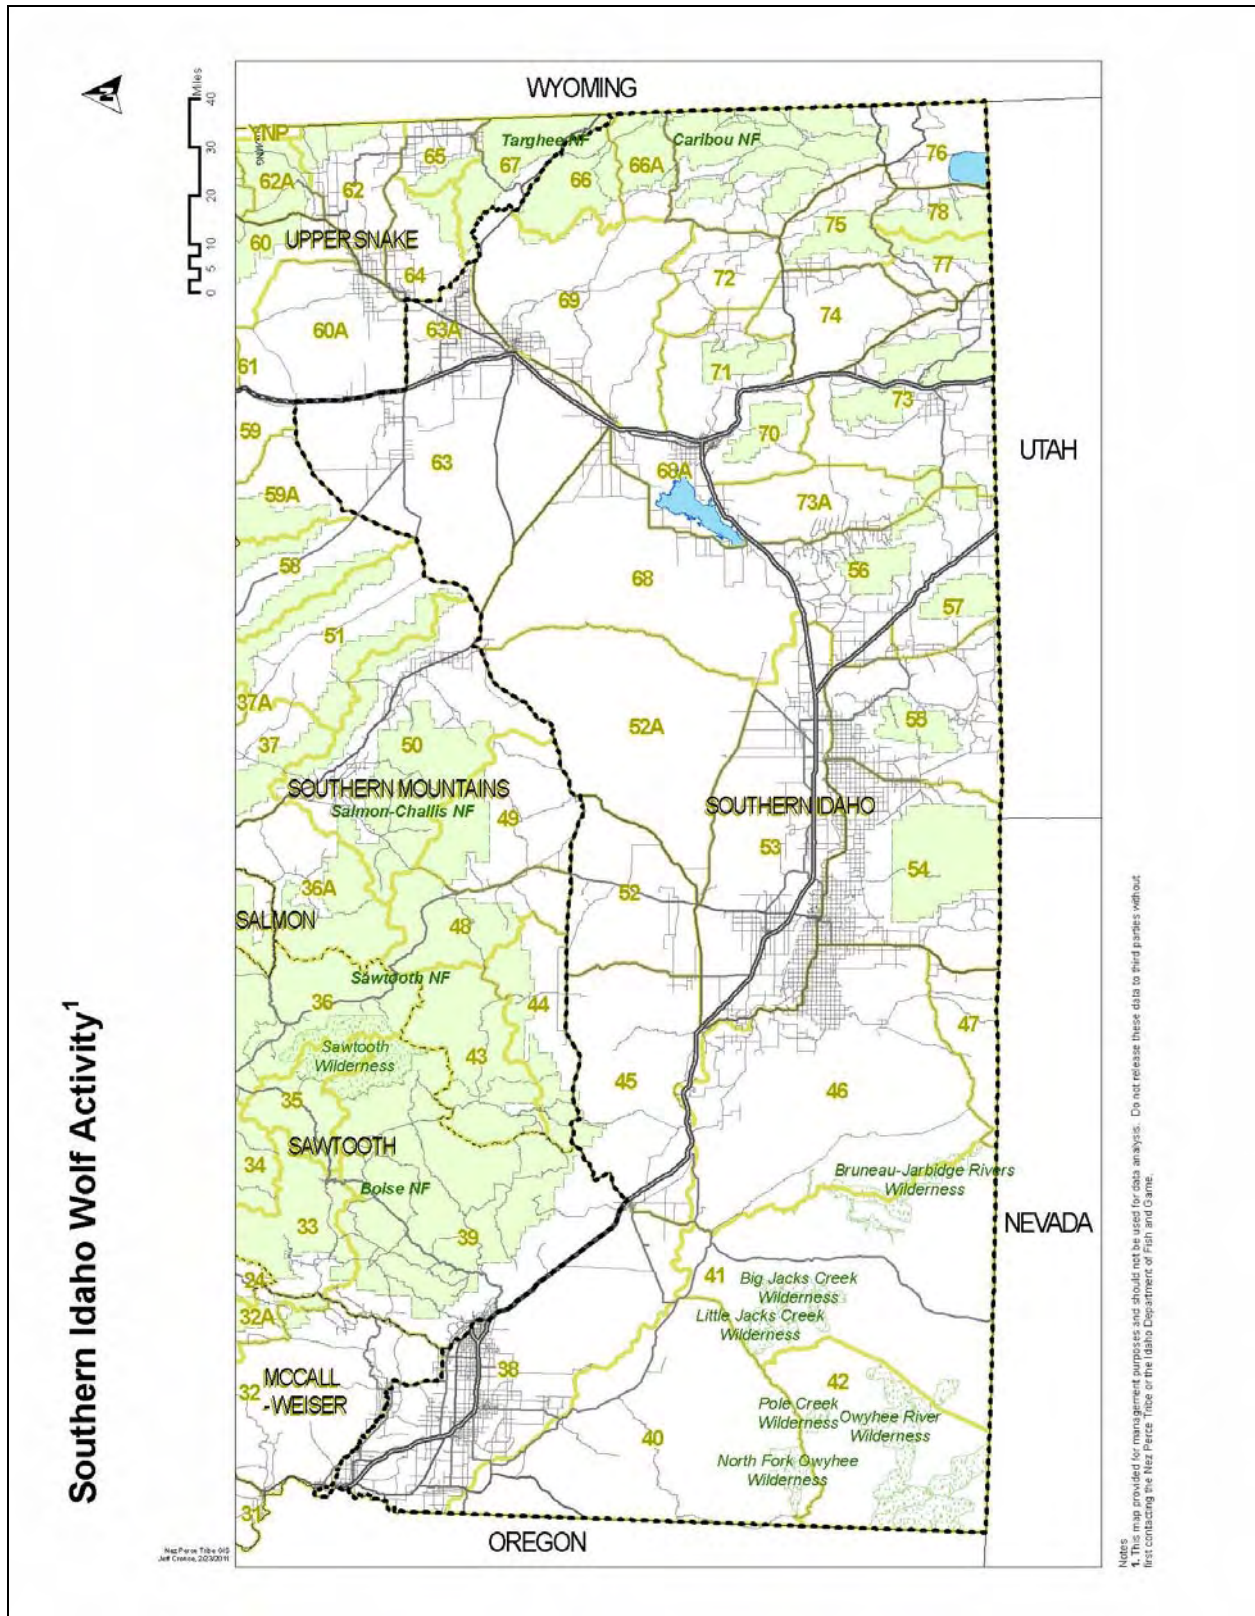 Southern Idaho Wolf Activity1
0 5 10 20 30 40
Miles
N
WYOMING
YNP
62A
62
65
67
Targhee NF
66
66A
Caribou NF
76
60
UPPER SNAKE
64
75
78
77
60A
63A
69
72
74
61
71
59
63
70
73
UTAH
59A
68A
73A
58
68
56
57
51
37A
37
50
52A
55
SOUTHERN MOUNTAINS
Salmon-Challis NF
49
SOUTHERN IDAHO
53
54
36A
SALMON
48
52
Sawtooth NF
36
44
47
Sawtooth
Wilderness
43
45
46
35
SAWTOOTH
34
Boise NF
Bruneau-Jarbidge Rivers
Wilderness
33
39
NEVADA
24
32A
41
Big Jacks Creek
Wilderness
Little Jacks Creek
Wilderness
MCCALL
-WEISER
32
38
42
Pole Creek
Wilderness
Owyhee River
Wilderness
40
North Fork Owyhee
Wilderness
31
OREGON
Nez Perce Tribe GIS
Jeff Cronce, 2/23/2011
Notes
1. This map provided for management purposes and should not be used for data analysis. Do not release these data to third parties without
first contacting the Nez Perce Tribe or the Idaho Department of Fish and Game.